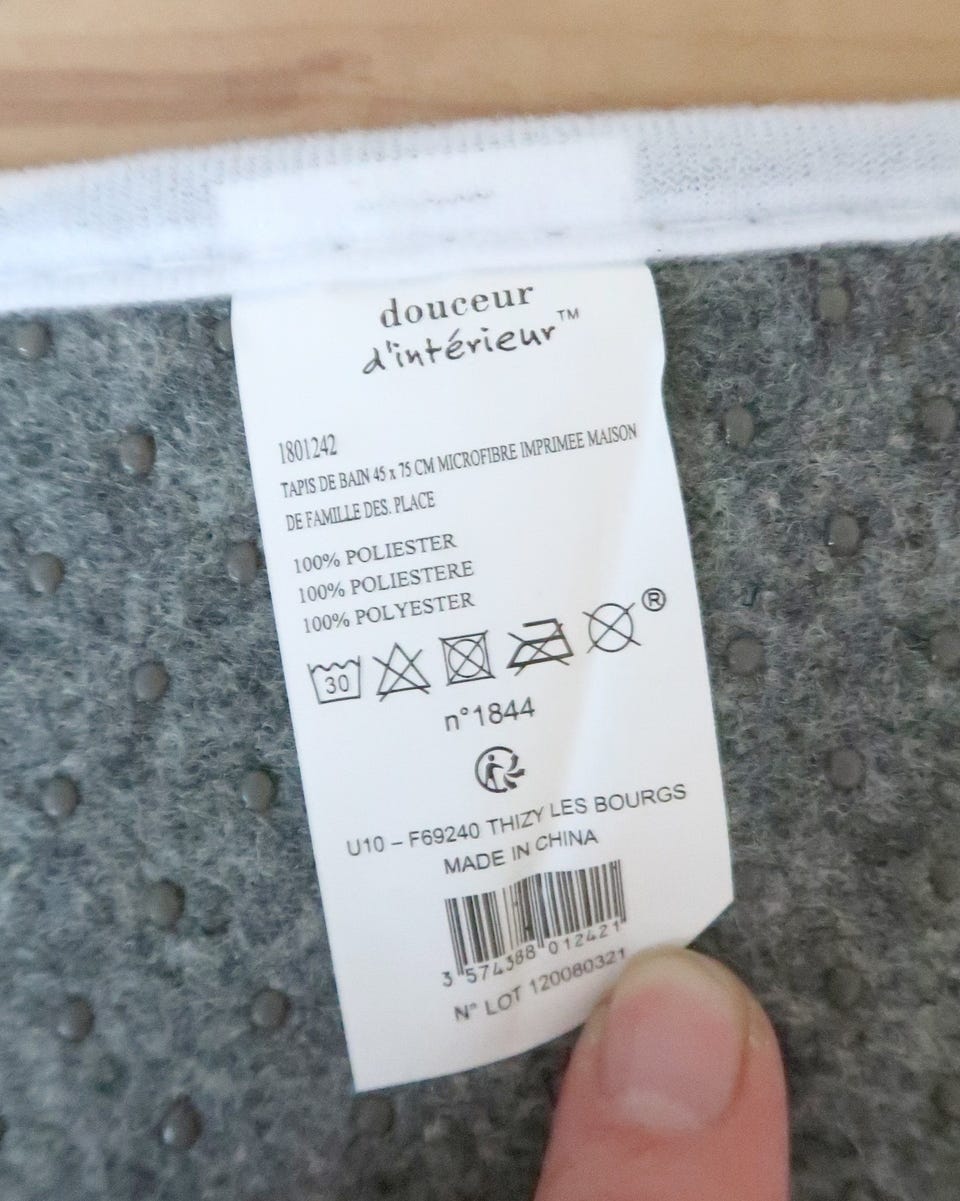 douceur
d'intérieur™
1801242
TAPIS DE BAIN 45 x 75 CM MICROFIBRE IMPRIMEE MAISON
DE FAMILLE DES. PLACE
100% POLIESTER
100% POLIESTERE
100% POLYESTER
30 ®
n°1844
U10 – F69240 THIZY LES BOURGS
MADE IN CHINA
3 574388 012421
N° LOT 120080321